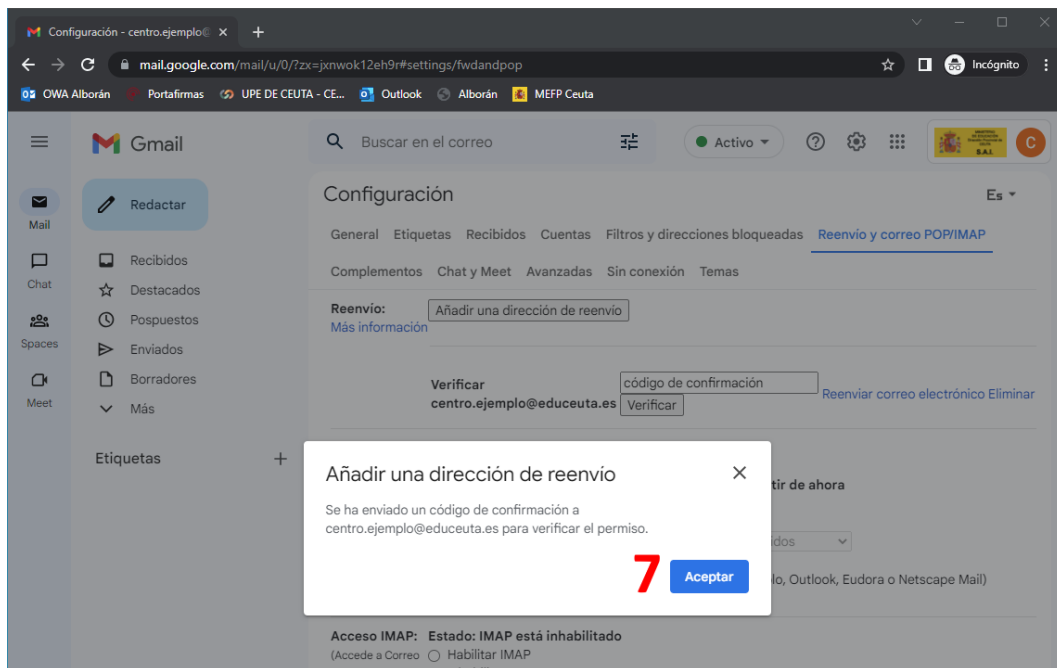 Configuración - centro.ejemplo@
mail.google.com/mail/u/0/?zx=jxnwok12eh9r#settings/fwdandpop
Incógnito
OWA Alborán Portafirmas UPE DE CEUTA - CE... Outlook Alborán MEFP Ceuta
Gmail
Buscar en el correo
Activo
S.A.I.
C
Mail
Chat
Spaces
Meet
Redactar
Recibidos
Destacados
Pospuestos
Enviados
Borradores
Más
Etiquetas
Configuración
Es
General Etiquetas Recibidos Cuentas Filtros y direcciones bloqueadas Reenvío y correo POP/IMAP
Complementos Chat y Meet Avanzadas Sin conexión Temas
Reenvío: Añadir una dirección de reenvío
Más información
Verificar código de confirmación
centro.ejemplo@educeuta.es Verificar
Reenviar correo electrónico Eliminar
Añadir una dirección de reenvío
tir de ahora
Se ha enviado un código de confirmación a
centro.ejemplo@educeuta.es para verificar el permiso.
idos
7 Aceptar
lo, Outlook, Eudora o Netscape Mail)
Acceso IMAP: Estado: IMAP está inhabilitado
(Accede a Correo Habilitar IMAP